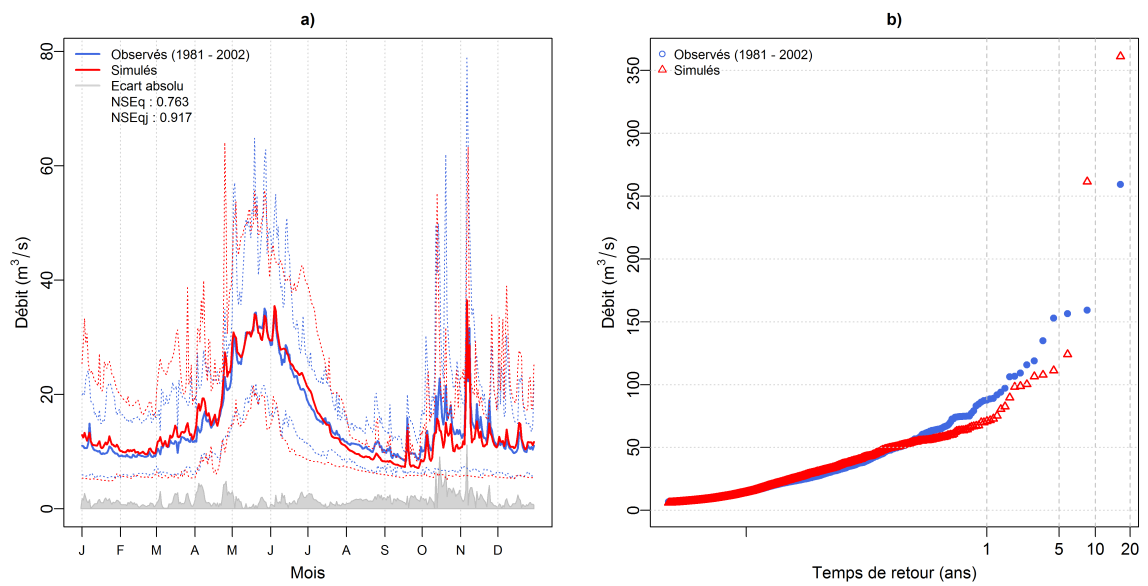 a)
Observés (1981 - 2002)
Simulés
Ecart absolu
NSEq : 0.763
NSEqj : 0.917
80
60
40
20
0
Débit (m³/s)
J F M A M J J A S O N D
Mois
b)
Observés (1981 - 2002)
Simulés
350
300
250
200
150
100
50
0
Débit (m³/s)
1 5 10 20
Temps de retour (ans)